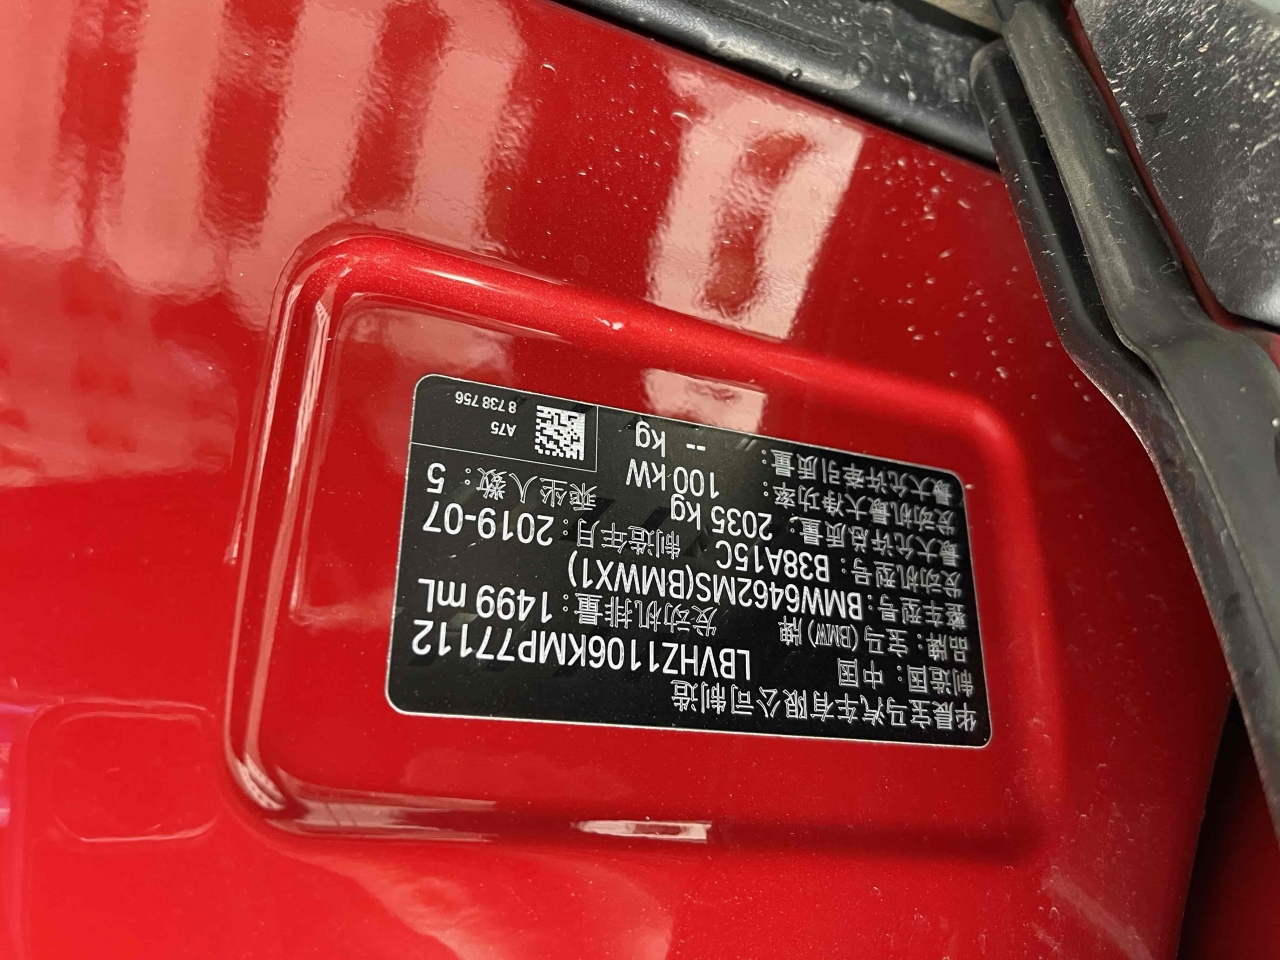 华晨宝马汽车有限公司制造
制造国：中国 LBVHZ1106KMP77112
品牌：宝马(BMW)牌 发动机排量：1499 mL
整车型号：BMW6462MS(BMWX1)
发动机型号：B38A15C 制造年月：2019-07
最大允许总质量：2035 kg 乘坐人数：5
发动机最大净功率：100 kW
最大允许牵引质量：-- kg
A75
8 738 756